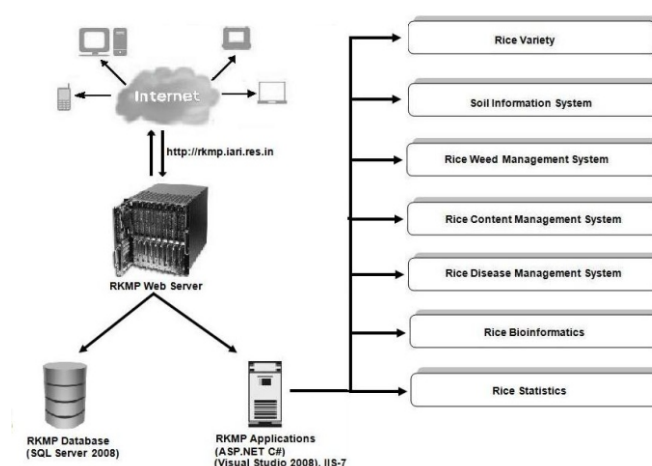 Internet
http://rkmp.iari.res.in
RKMP Web Server
RKMP Database
(SQL Server 2008)
RKMP Applications
(ASP.NET C#)
(Visual Studio 2008), IIS-7
Rice Variety
Soil Information System
Rice Weed Management System
Rice Content Management System
Rice Disease Management System
Rice Bioinformatics
Rice Statistics